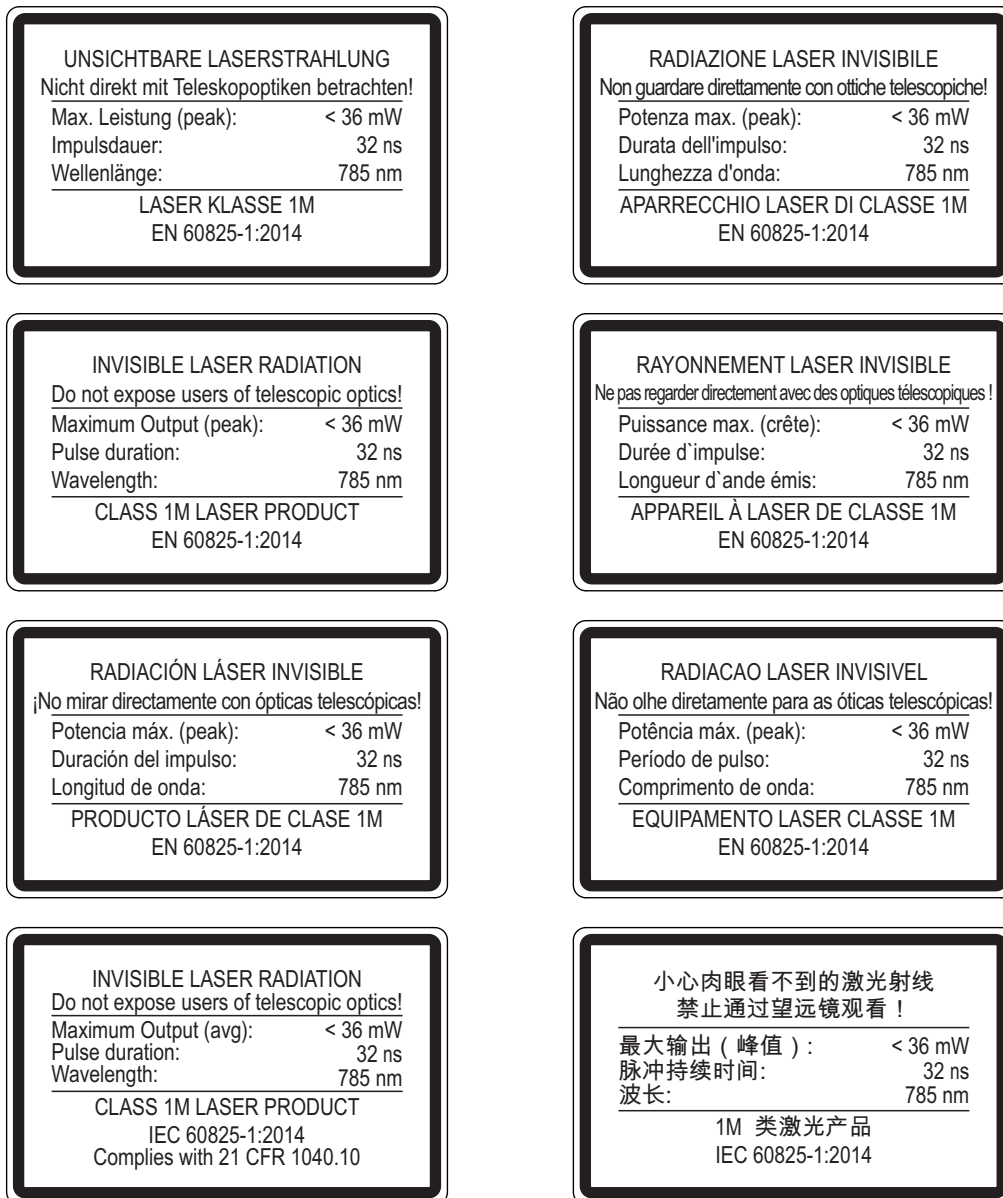 UNSICHTBARE LASERSTRAHLUNG
Nicht direkt mit Teleskopoptiken betrachten!
Max. Leistung (peak): < 36 mW
Impulsdauer: 32 ns
Wellenlänge: 785 nm
LASER KLASSE 1M
EN 60825-1:2014
RADIAZIONE LASER INVISIBILE
Non guardare direttamente con ottiche telescopiche!
Potenza max. (peak): < 36 mW
Durata dell'impulso: 32 ns
Lunghezza d'onda: 785 nm
APARRECCHIO LASER DI CLASSE 1M
EN 60825-1:2014
INVISIBLE LASER RADIATION
Do not expose users of telescopic optics!
Maximum Output (peak): < 36 mW
Pulse duration: 32 ns
Wavelength: 785 nm
CLASS 1M LASER PRODUCT
EN 60825-1:2014
RAYONNEMENT LASER INVISIBLE
Ne pas regarder directement avec des optiques télescopiques !
Puissance max. (crête): < 36 mW
Durée d`impulse: 32 ns
Longueur d`ande émis: 785 nm
APPAREIL À LASER DE CLASSE 1M
EN 60825-1:2014
RADIACIÓN LÁSER INVISIBLE
¡No mirar directamente con ópticas telescópicas!
Potencia máx. (peak): < 36 mW
Duración del impulso: 32 ns
Longitud de onda: 785 nm
PRODUCTO LÁSER DE CLASE 1M
EN 60825-1:2014
RADIACAO LASER INVISIVEL
Não olhe diretamente para as óticas telescópicas!
Potência máx. (peak): < 36 mW
Período de pulso: 32 ns
Comprimento de onda: 785 nm
EQUIPAMENTO LASER CLASSE 1M
EN 60825-1:2014
INVISIBLE LASER RADIATION
Do not expose users of telescopic optics!
Maximum Output (avg): < 36 mW
Pulse duration: 32 ns
Wavelength: 785 nm
CLASS 1M LASER PRODUCT
IEC 60825-1:2014
Complies with 21 CFR 1040.10
小心肉眼看不到的激光射线
禁止通过望远镜观看！
最大输出（峰值）: < 36 mW
脉冲持续时间: 32 ns
波长: 785 nm
1M 类激光产品
IEC 60825-1:2014